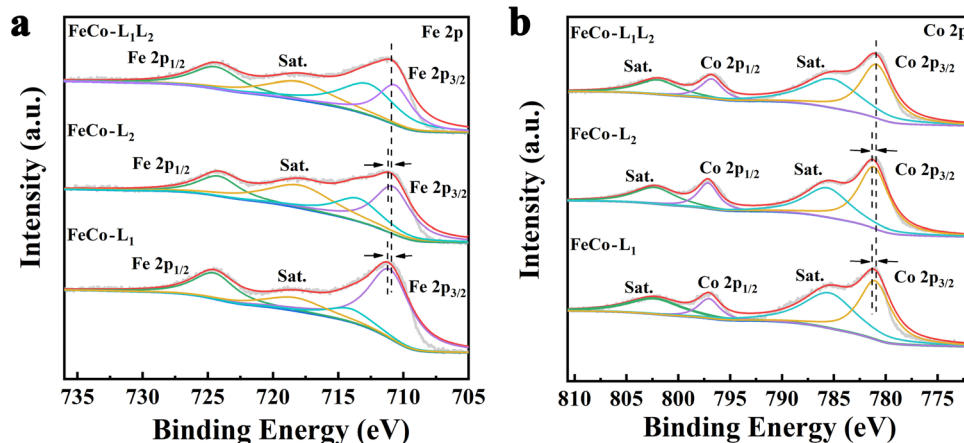 a
Fe 2p
FeCo-L₁L₂
Fe 2p₁/₂
Sat.
Fe 2p₃/₂
FeCo-L₂
Fe 2p₁/₂
Sat.
Fe 2p₃/₂
FeCo-L₁
Fe 2p₁/₂
Sat.
Fe 2p₃/₂
Intensity (a.u.)
735 730 725 720 715 710 705
Binding Energy (eV)
b
Co 2p
FeCo-L₁L₂
Sat.
Co 2p₁/₂
Sat.
Co 2p₃/₂
FeCo-L₂
Sat.
Co 2p₁/₂
Sat.
Co 2p₃/₂
FeCo-L₁
Sat.
Co 2p₁/₂
Sat.
Co 2p₃/₂
Intensity (a.u.)
810 805 800 795 790 785 780 775
Binding Energy (eV)